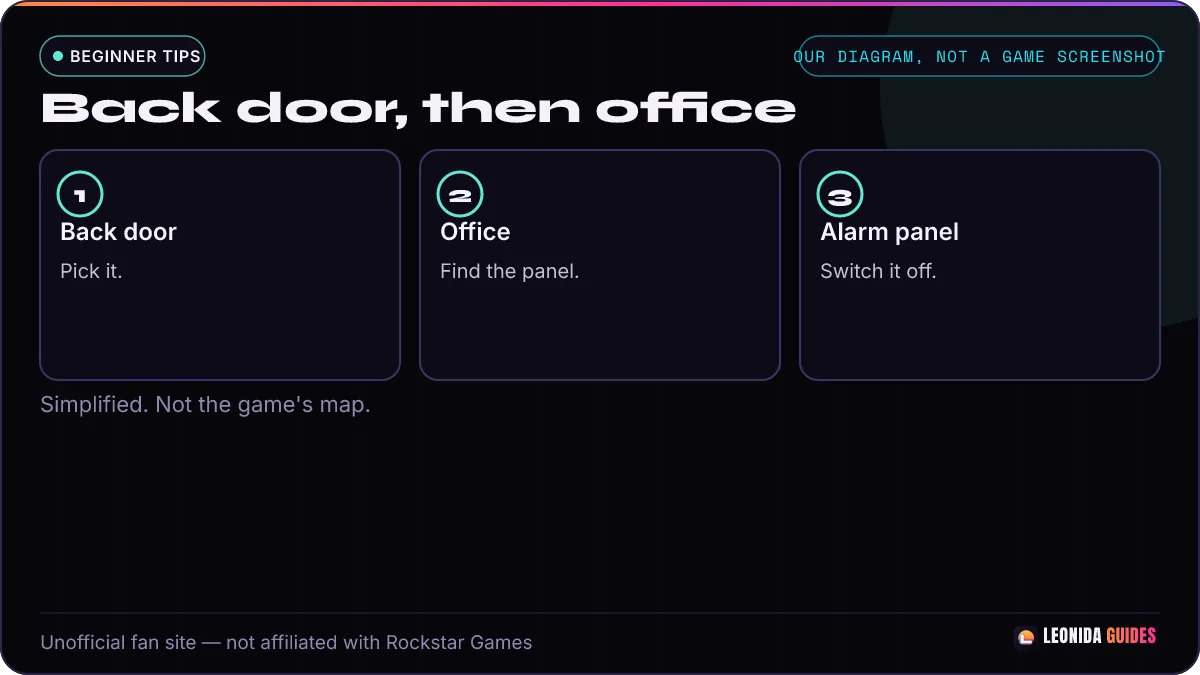 BEGINNER TIPS
OUR DIAGRAM, NOT A GAME SCREENSHOT
Back door, then office
1
Back door
Pick it.
2
Office
Find the panel.
3
Alarm panel
Switch it off.
Simplified. Not the game's map.
Unofficial fan site — not affiliated with Rockstar Games
LEONIDA GUIDES